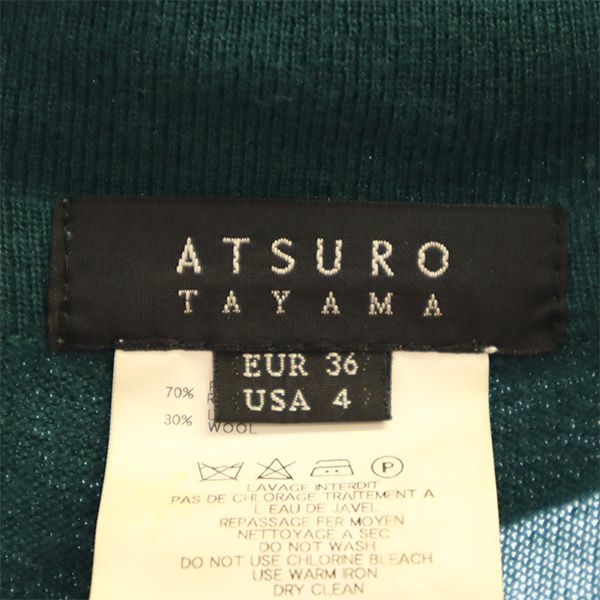 ATSURO
TAYAMA
EUR 36
USA 4
70%
30%
WOOL
P
LAVAGE INTERDIT
PAS DE CHLORAGE TRAITEMENT A
L EAU DE JAVEL
REPASSAGE FER MOYEN
NETTOYAGE A SEC
DO NOT WASH
DO NOT USE CHLORINE BLEACH
USE WARM IRON
DRY CLEAN